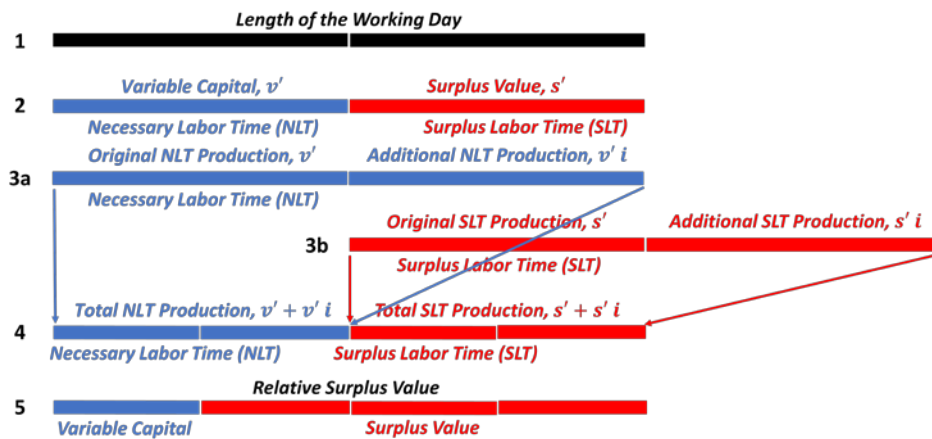 Length of the Working Day
1
Variable Capital, v′ Surplus Value, s′
2
Necessary Labor Time (NLT) Surplus Labor Time (SLT)
Original NLT Production, v′ Additional NLT Production, v′ i
3a
Necessary Labor Time (NLT)
Original SLT Production, s′ Additional SLT Production, s′ i
3b
Surplus Labor Time (SLT)
Total NLT Production, v′ + v′ i Total SLT Production, s′ + s′ i
4
Necessary Labor Time (NLT) Surplus Labor Time (SLT)
Relative Surplus Value
5
Variable Capital Surplus Value